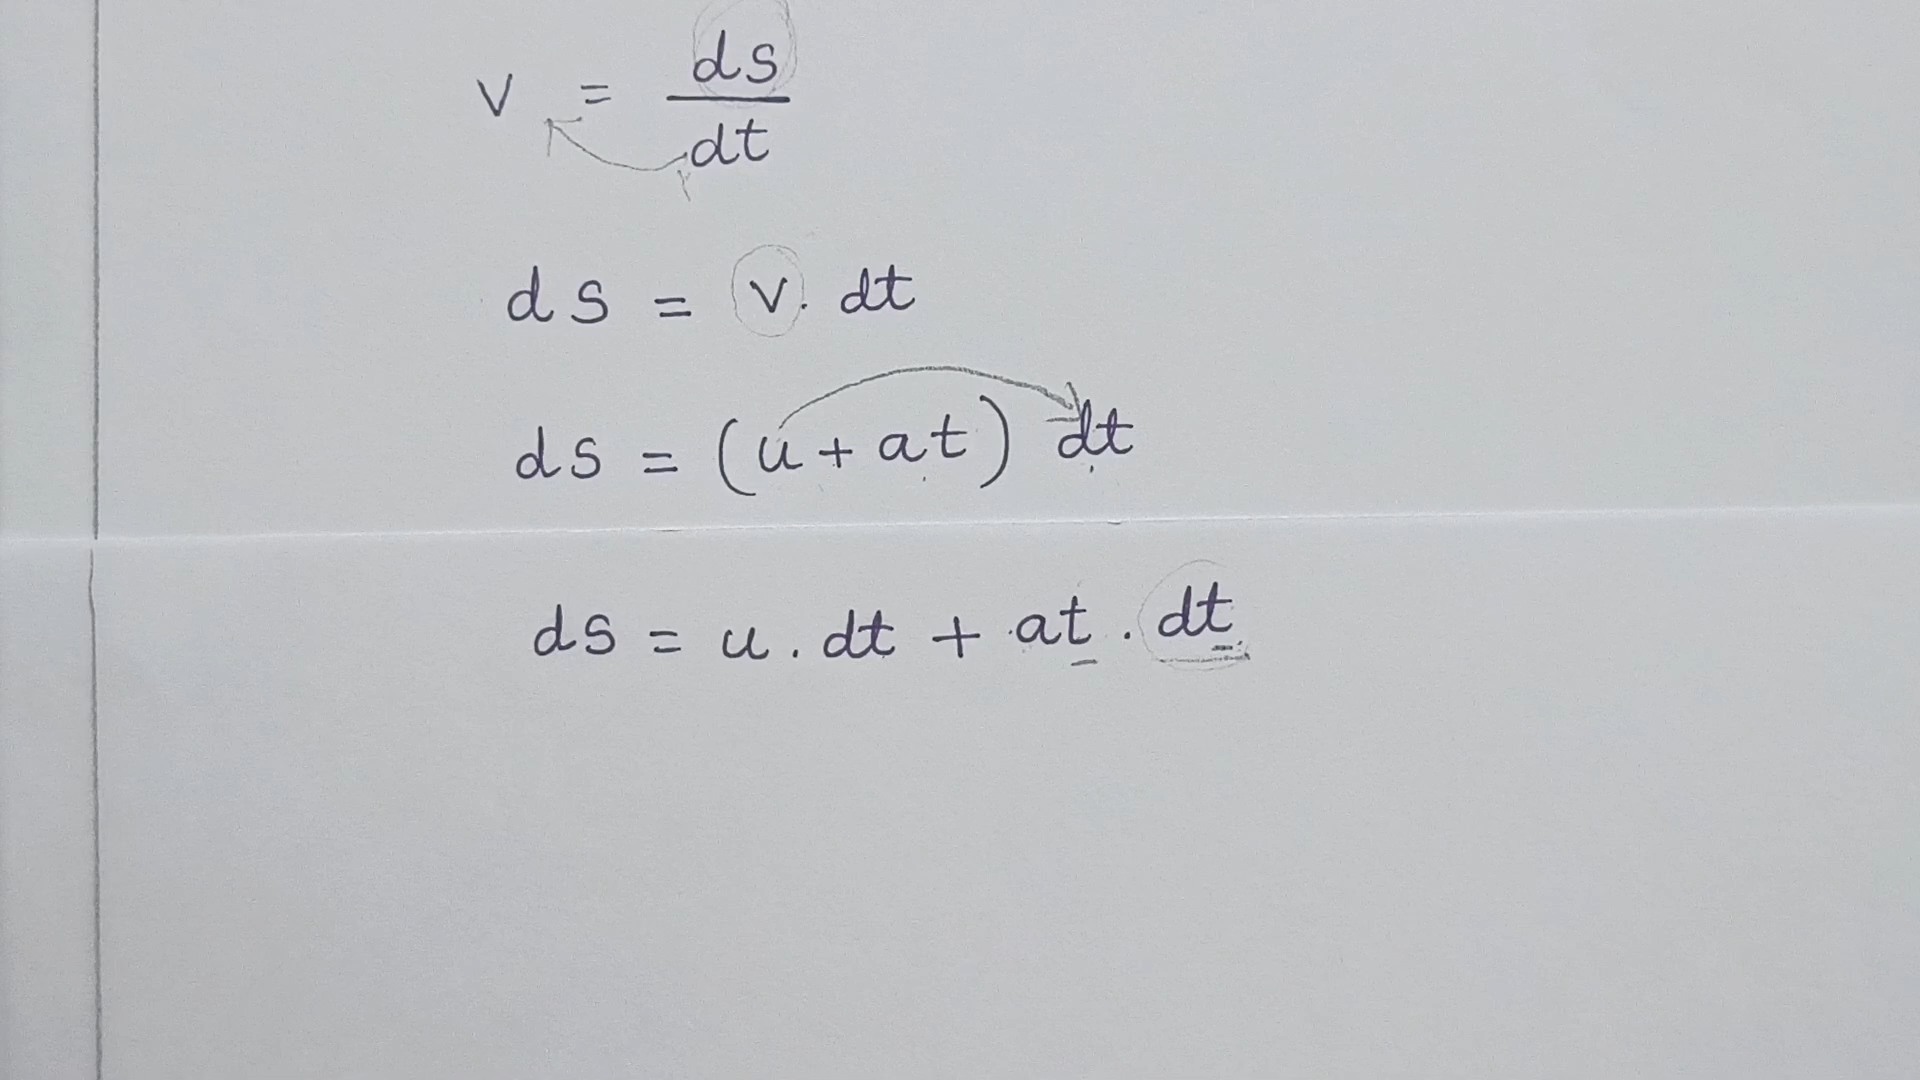 v = ds/dt
ds = v. dt
ds = (u + at) dt
ds = u . dt + at . dt